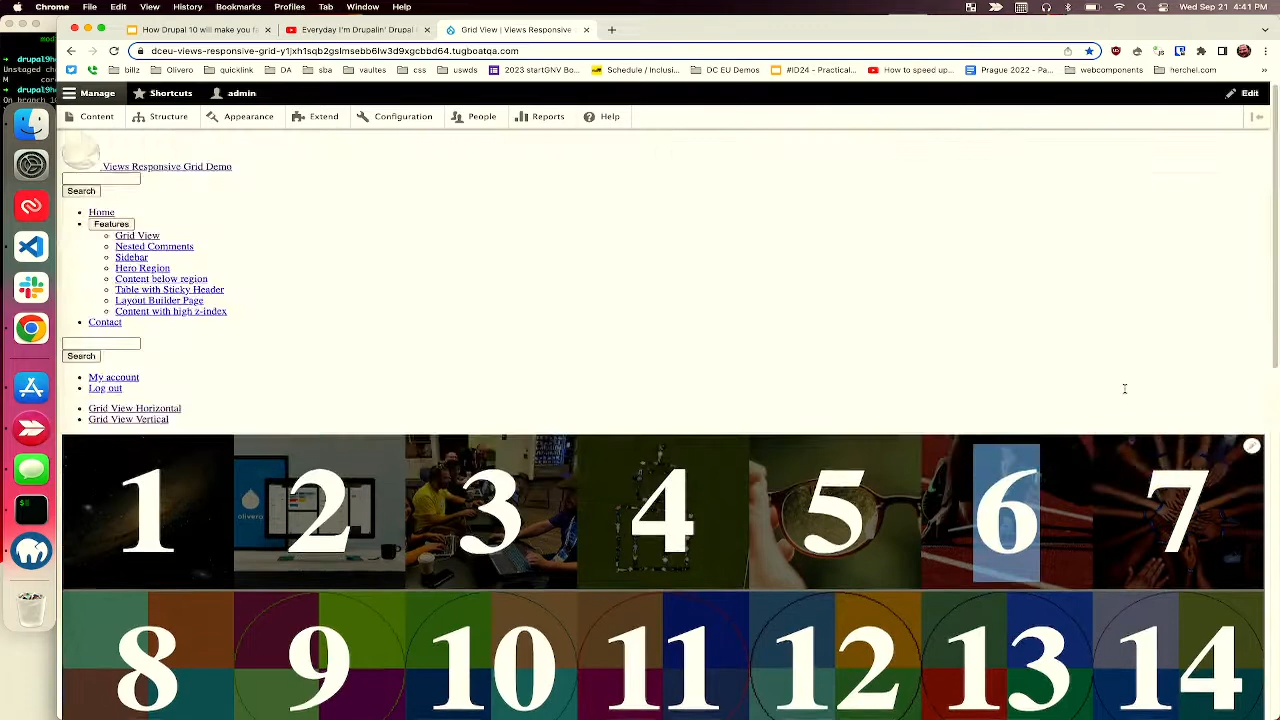 Chrome File Edit View History Bookmarks Profiles Tab Window Help Wed Sep 21 4:41 PM
How Drupal 10 will make you fa Everyday I'm Drupalin' Drupal Grid View | Views Responsive
dceu-views-responsive-grid-y1jxh1sqb2gslmsebb6lw3d9xgcbbd64.tugboatqa.com
billz Olivero quicklink DA sba vaultes css uswds 2023 startGNV Bo... Schedule / Inclusi... DC EU Demos #ID24 - Practical... How to speed up... Prague 2022 - Pa... webcomponents herchel.com
Manage Shortcuts admin Edit
Content Structure Appearance Extend Configuration People Reports Help
Views Responsive Grid Demo
Search
Home
Features
Grid View
Nested Comments
Sidebar
Hero Region
Content below region
Table with Sticky Header
Layout Builder Page
Content with high z-index
Contact
Search
My account
Log out
Grid View Horizontal
Grid View Vertical
1 2 3 4 5 6 7
olivero
8 9 10 11 12 13 14